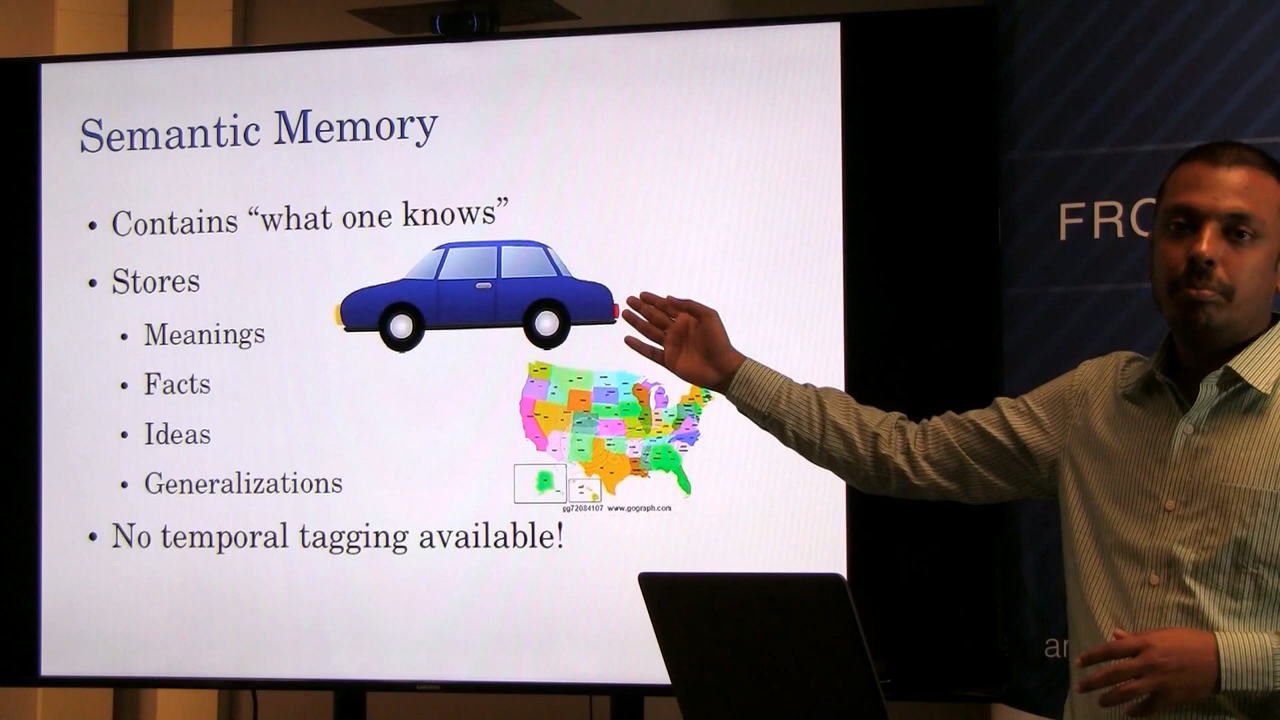 Semantic Memory
• Contains “what one knows”
• Stores
• Meanings
• Facts
• Ideas
• Generalizations
gg72084107 www.gograph.com
• No temporal tagging available!
FRO
an